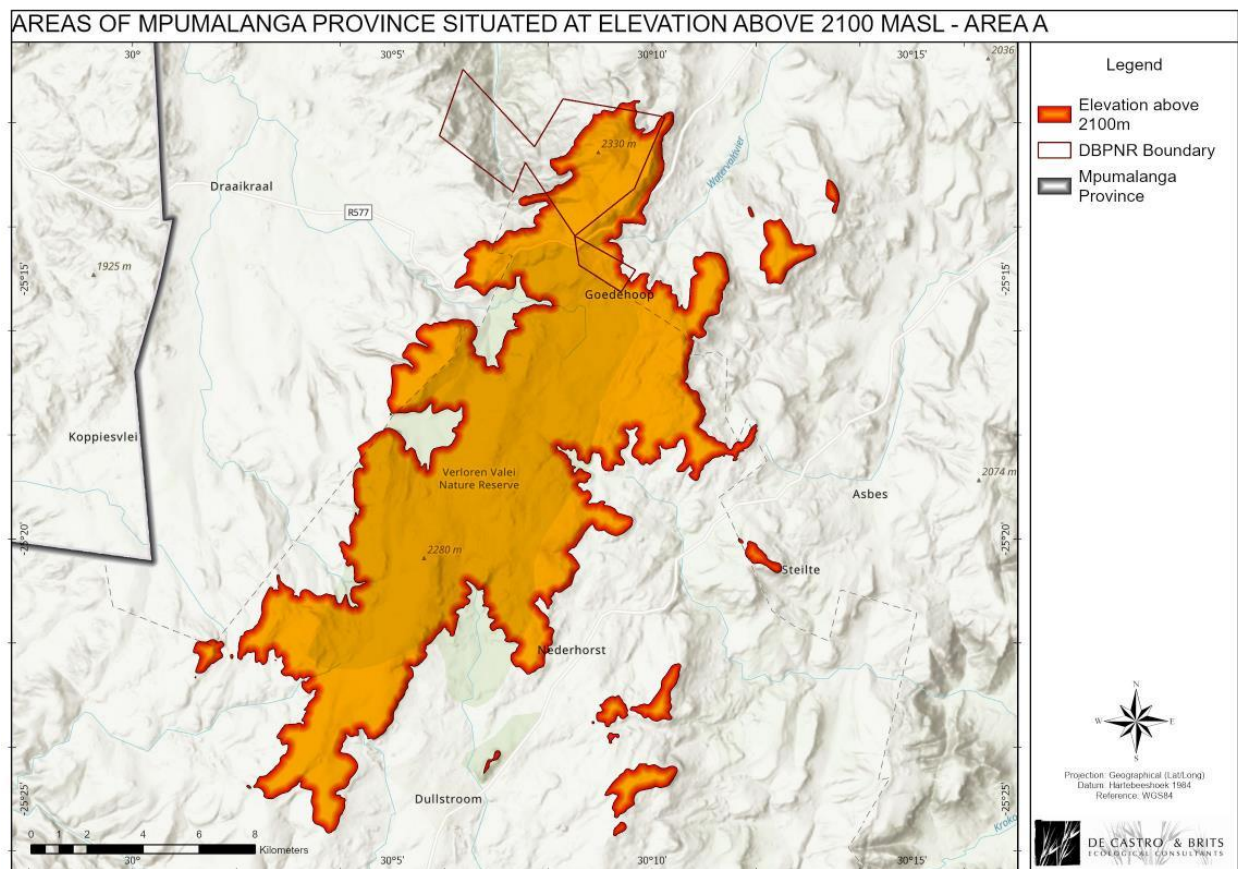 AREAS OF MPUMALANGA PROVINCE SITUATED AT ELEVATION ABOVE 2100 MASL - AREA A
30°
30°5'
30°10'
30°15'
2036 m
Legend
Elevation above
2100m
DBPNR Boundary
Mpumalanga
Province
2330 m
Draaikraal
R577
1925 m
-25°15'
-25°15'
Goedehoop
Koppiesvlei
Verloren Valei
Nature Reserve
2074 m
Asbes
-25°20'
-25°20'
2280 m
Steilte
Nederhorst
N
W
E
S
Projection: Geographical (Lat/Long)
Datum: Hartebeeshoek 1984
Reference: WGS84
-25°25'
-25°25'
Dullstroom
0 1 2 4 6 8
Kilometers
30°
30°5'
30°10'
30°15'
DE CASTRO & BRITS
ECOLOGICAL CONSULTANTS